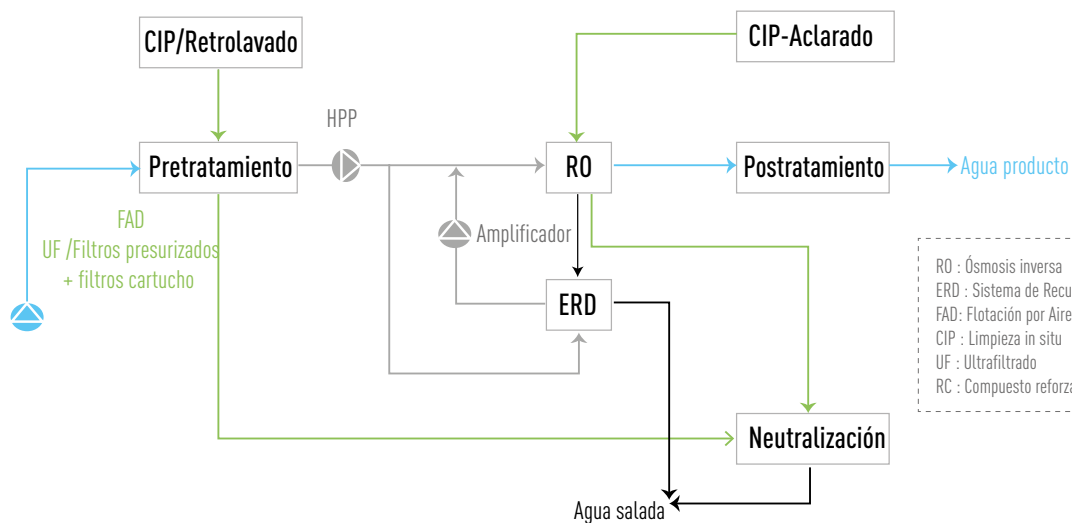 CIP/Retrolavado
CIP-Aclarado
HPP
Pretratamiento
RO
Postratamiento
Agua producto
FAD
UF /Filtros presurizados
+ filtros cartucho
Amplificador
ERD
RO : Ósmosis inversa
ERD : Sistema de Recu
FAD: Flotación por Aire
CIP : Limpieza in situ
UF : Ultrafiltrado
RC : Compuesto reforza
Neutralización
Agua salada